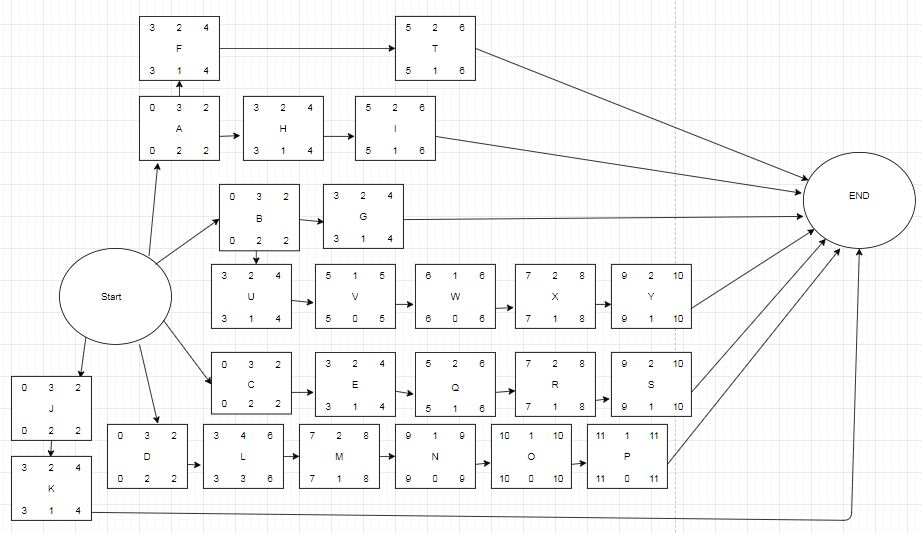 3 2 4
F
3 1 4
5 2 6
T
5 1 6
0 3 2
A
0 2 2
3 2 4
H
3 1 4
5 2 6
I
5 1 6
0 3 2
B
0 2 2
3 2 4
G
3 1 4
END
Start
3 2 4
U
3 1 4
5 1 5
V
5 0 5
6 1 6
W
6 0 6
7 2 8
X
7 1 8
9 2 10
Y
9 1 10
0 3 2
C
0 2 2
3 2 4
E
3 1 4
5 2 6
Q
5 1 6
7 2 8
R
7 1 8
9 2 10
S
9 1 10
0 3 2
J
0 2 2
0 3 2
D
0 2 2
3 4 6
L
3 3 6
7 2 8
M
7 1 8
9 1 9
N
9 0 9
10 1 10
O
10 0 10
11 1 11
P
11 0 11
3 2 4
K
3 1 4